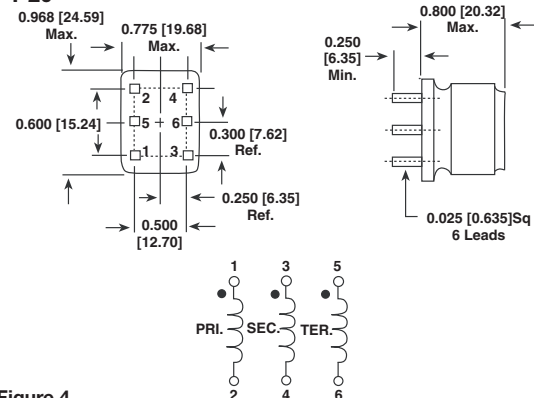 0.968 [24.59]
Max.
0.775 [19.68]
Max.
2 4
5 6
1 3
0.600 [15.24]
0.300 [7.62]
Ref.
0.250 [6.35]
Ref.
0.500
[12.70]
0.800 [20.32]
Max.
0.250
[6.35]
Min.
0.025 [0.635]Sq
6 Leads
1 3 5
PRI. SEC. TER.
2 4 6
Figure 4